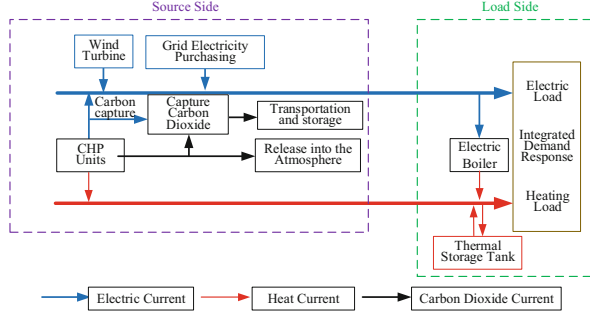 Source Side
Load Side
Wind
Turbine
Grid Electricity
Purchasing
Carbon
capture
Capture
Carbon
Dioxide
Transportation
and storage
CHP
Units
Release into the
Atmosphere
Electric
Boiler
Electric
Load
Integrated
Demand
Response
Heating
Load
Thermal
Storage Tank
Electric Current
Heat Current
Carbon Dioxide Current